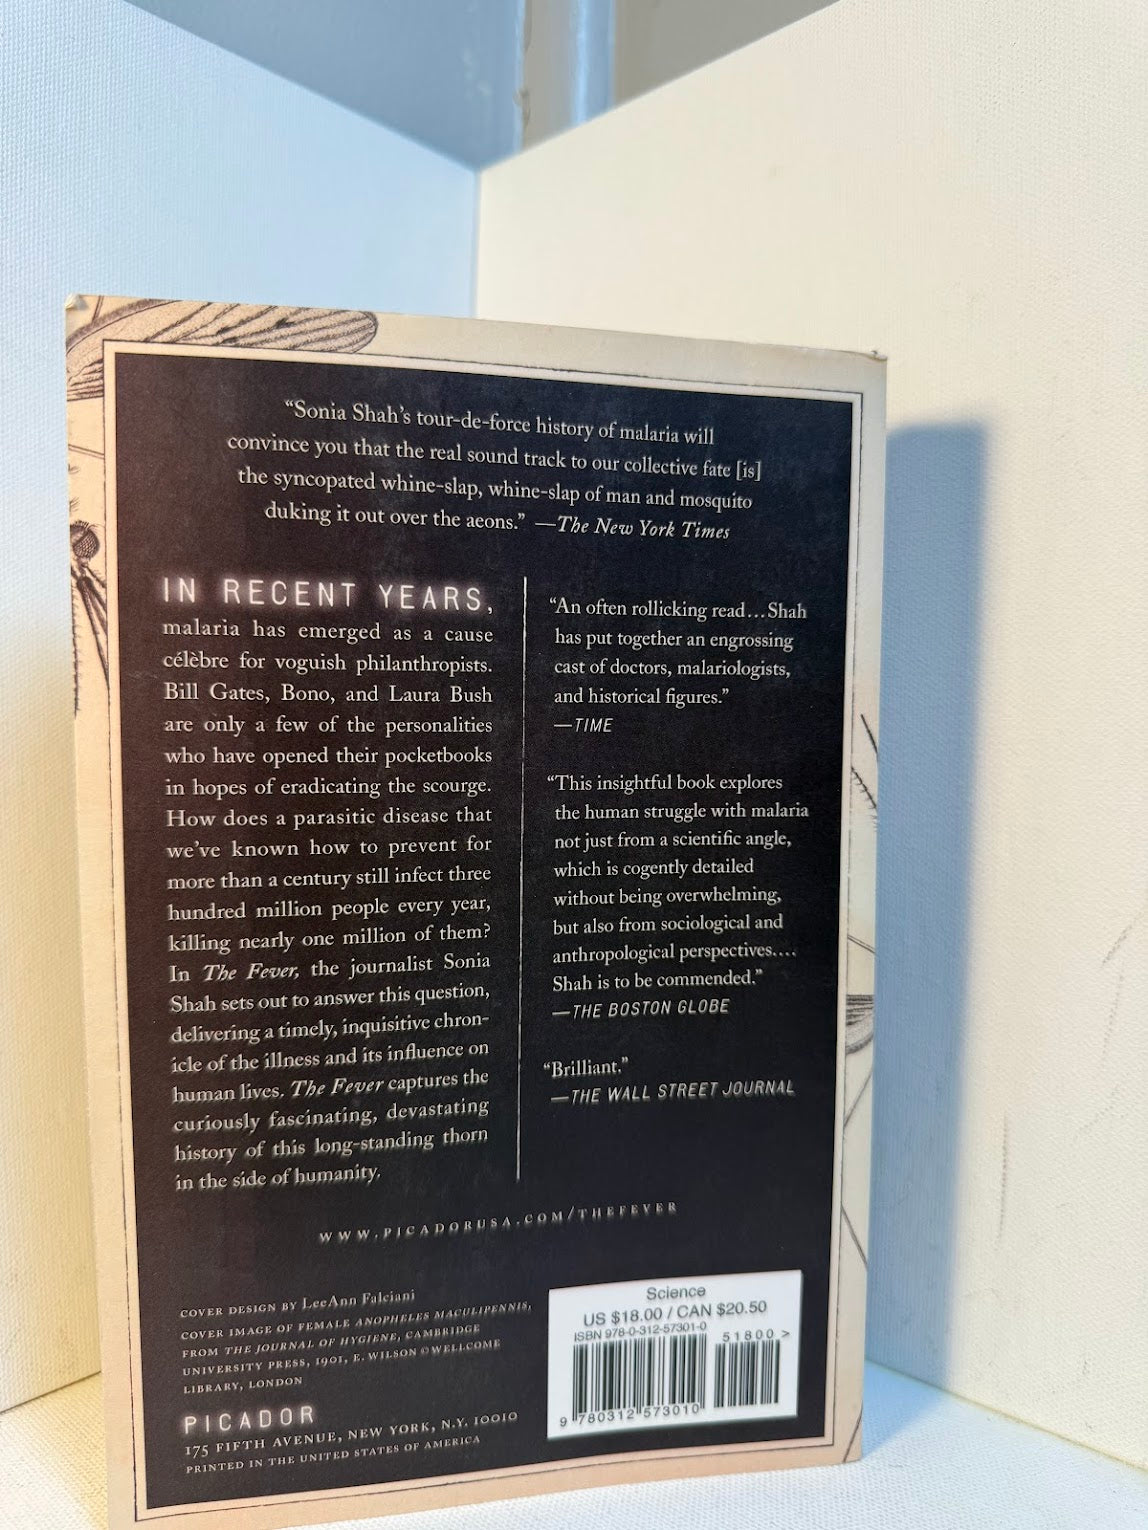 “Sonia Shah’s tour-de-force history of malaria will
convince you that the real sound track to our collective fate [is]
the syncopated whine-slap, whine-slap of man and mosquito
duking it out over the aeons.” —The New York Times
IN RECENT YEARS,
malaria has emerged as a cause
célèbre for voguish philanthropists.
Bill Gates, Bono, and Laura Bush
are only a few of the personalities
who have opened their pocketbooks
in hopes of eradicating the scourge.
How does a parasitic disease that
we’ve known how to prevent for
more than a century still infect three
hundred million people every year,
killing nearly one million of them?
In The Fever, the journalist Sonia
Shah sets out to answer this question,
delivering a timely, inquisitive chron-
icle of the illness and its influence on
human lives. The Fever captures the
curiously fascinating, devastating
history of this long-standing thorn
in the side of humanity.
“An often rollicking read…Shah
has put together an engrossing
cast of doctors, malariologists,
and historical figures.”
—TIME
“This insightful book explores
the human struggle with malaria
not just from a scientific angle,
which is cogently detailed
without being overwhelming,
but also from sociological and
anthropological perspectives….
Shah is to be commended.”
—THE BOSTON GLOBE
“Brilliant.”
—THE WALL STREET JOURNAL
WWW.PICADORUSA.COM/THEFEVER
COVER DESIGN BY LeeAnn Falciani
COVER IMAGE OF FEMALE ANOPHELES MACULIPENNIS,
FROM THE JOURNAL OF HYGIENE, CAMBRIDGE
UNIVERSITY PRESS, 1901, E. WILSON ©WELLCOME
LIBRARY, LONDON
PICADOR
175 FIFTH AVENUE, NEW YORK, N.Y. 10010
PRINTED IN THE UNITED STATES OF AMERICA
Science
US $18.00 / CAN $20.50
ISBN 978-0-312-57301-0
51800 >
9 780312 573010